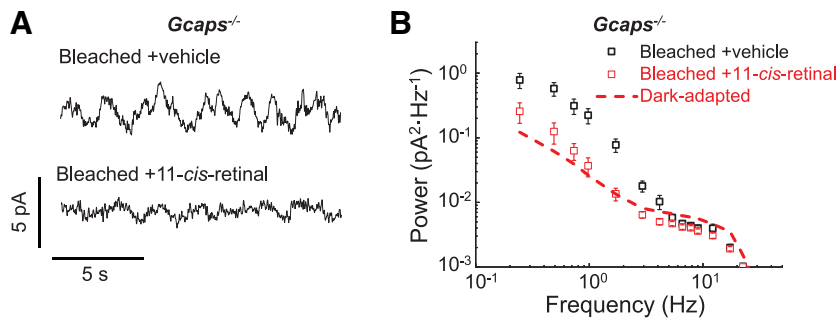 A
Gcaps-/-
Bleached +vehicle
Bleached +11-cis-retinal
5 pA
5 s
B
Gcaps-/-
Bleached +vehicle
Bleached +11-cis-retinal
Dark-adapted
Power (pA²·Hz⁻¹)
10⁰
10⁻¹
10⁻²
10⁻³
10⁻¹
10⁰
10¹
Frequency (Hz)